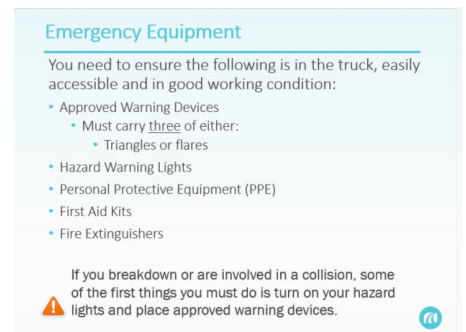 Emergency Equipment
You need to ensure the following is in the truck, easily
accessible and in good working condition:
• Approved Warning Devices
• Must carry three of either:
• Triangles or flares
• Hazard Warning Lights
• Personal Protective Equipment (PPE)
• First Aid Kits
• Fire Extinguishers
If you breakdown or are involved in a collision, some
of the first things you must do is turn on your hazard
lights and place approved warning devices.